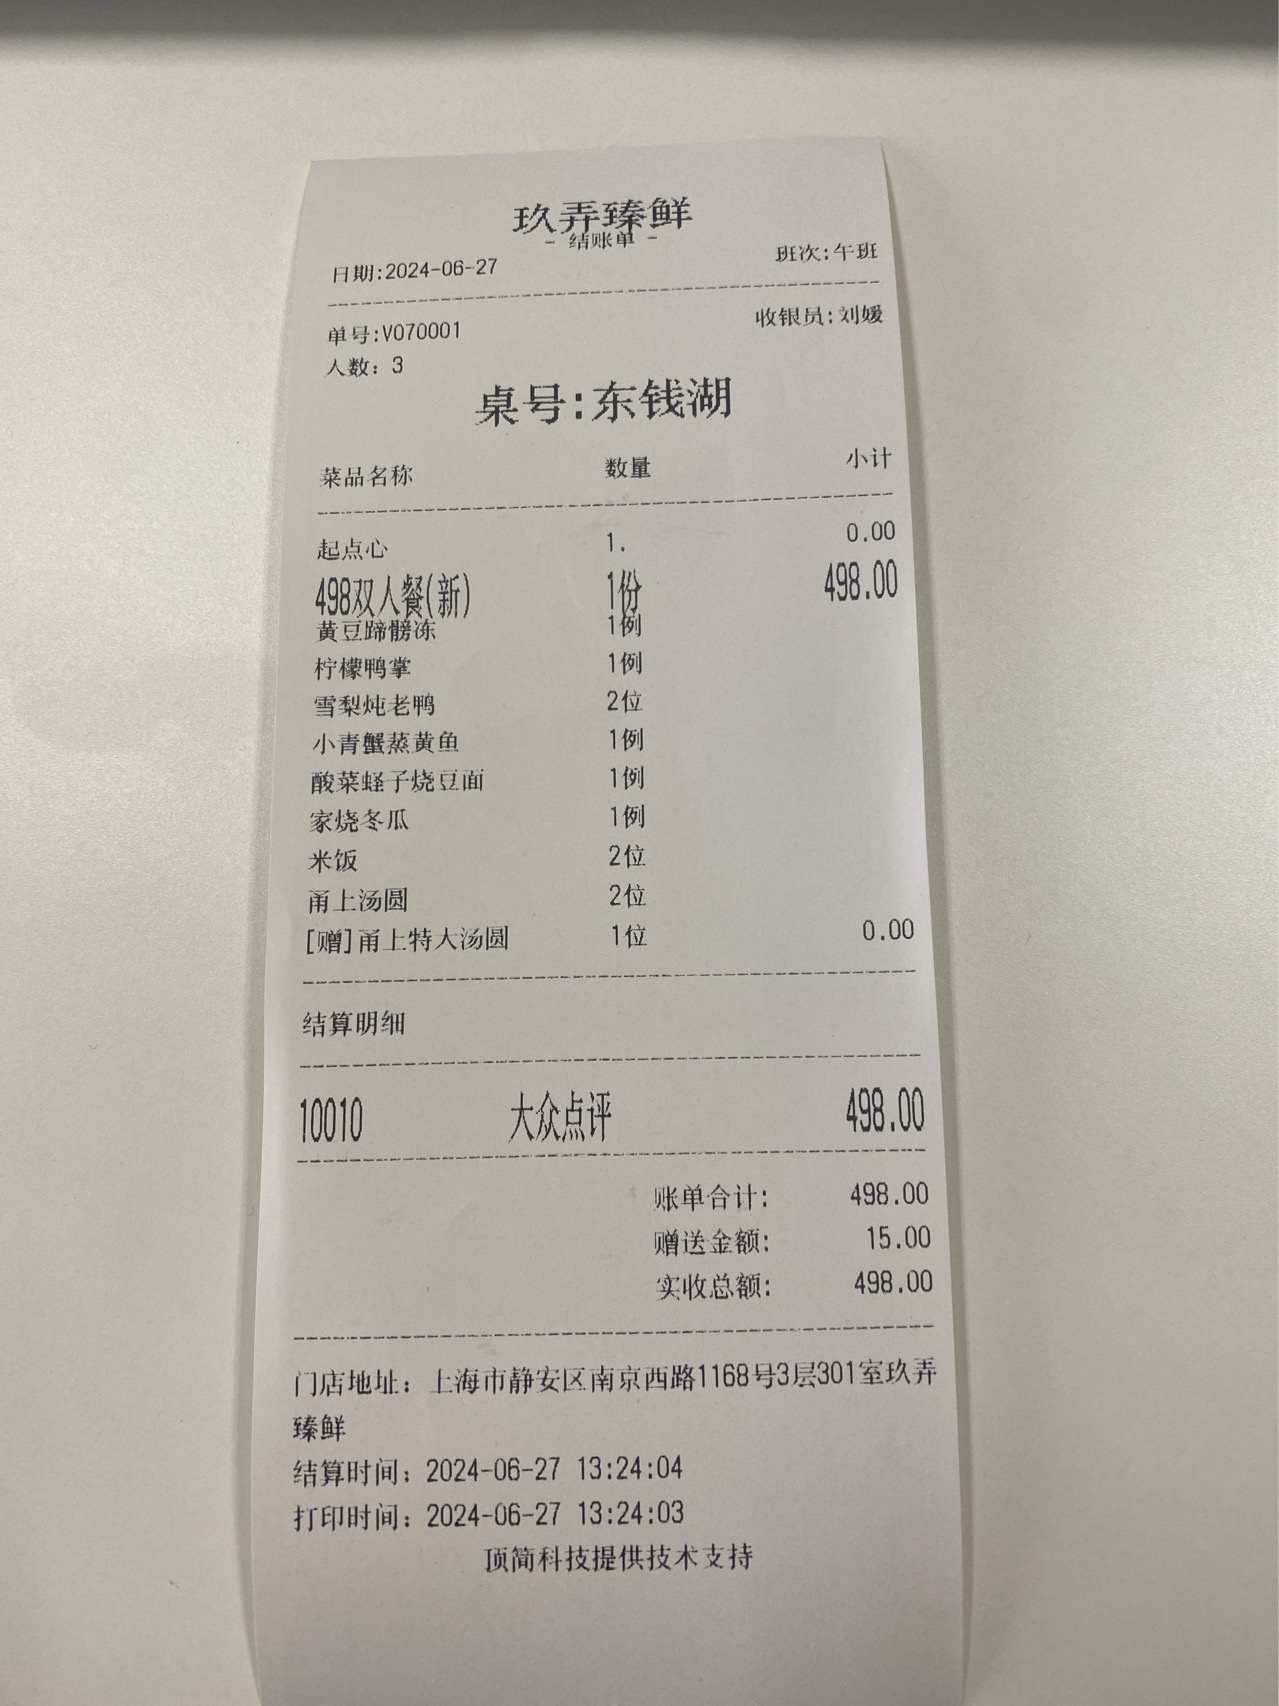 玖弄臻鲜
- 结账单 -
日期:2024-06-27 班次:午班
单号:V070001 收银员:刘媛
人数: 3
桌号:东钱湖
菜品名称 数量 小计
起点心 1. 0.00
498双人餐(新) 1份 498.00
黄豆蹄髈冻 1例
柠檬鸭掌 1例
雪梨炖老鸭 2位
小青蟹蒸黄鱼 1例
酸菜蛏子烧豆面 1例
家烧冬瓜 1例
米饭 2位
甬上汤圆 2位
[赠]甬上特大汤圆 1位 0.00
结算明细
10010 大众点评 498.00
账单合计: 498.00
赠送金额: 15.00
实收总额: 498.00
门店地址: 上海市静安区南京西路1168号3层301室玖弄
臻鲜
结算时间: 2024-06-27 13:24:04
打印时间: 2024-06-27 13:24:03
顶简科技提供技术支持